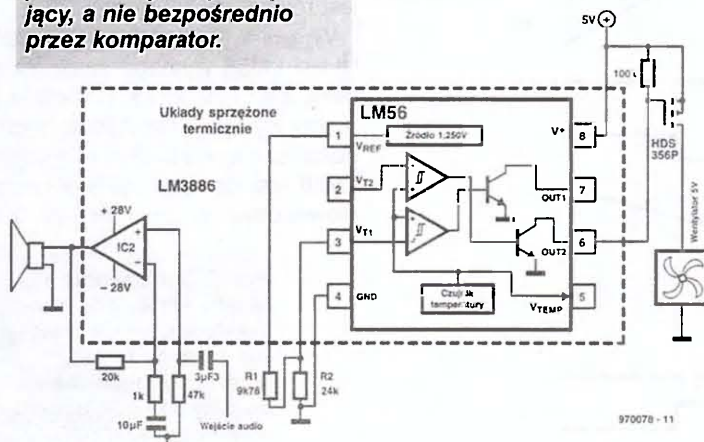 jący, a nie bezpośrednio
przez komparator.
5V
100k
Układy sprzężone
termicznie
LM56
1
VREF
Źródło 1,250V
V+
8
HDS
356P
LM3886
2
VT2
OUT1
7
Wentylator 5V
+ 28V
IC2
+
−
− 28V
3
VT1
OUT2
6
4
GND
Czujnik
temperatury
VTEMP
5
20k
1k
47k
3µF3
10µF
Wejście audio
R1
9k76
R2
24k
970078 - 11